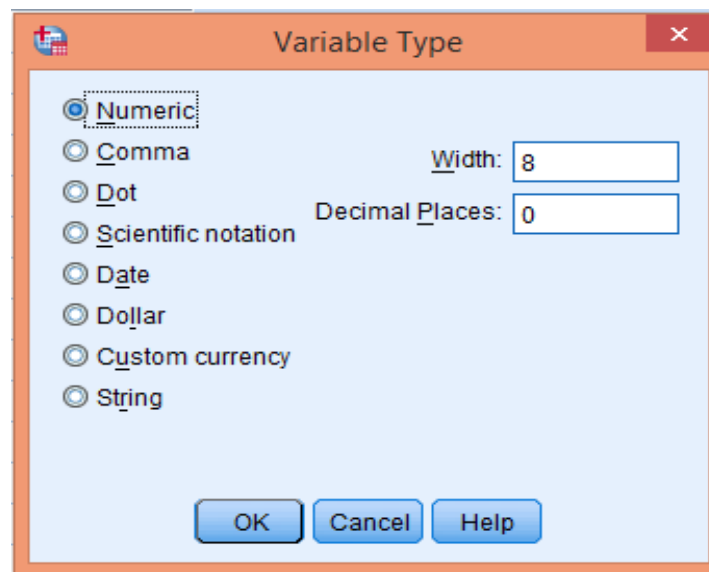 Variable Type
Numeric
Comma
Dot
Scientific notation
Date
Dollar
Custom currency
String
Width: 8
Decimal Places: 0
OK Cancel Help